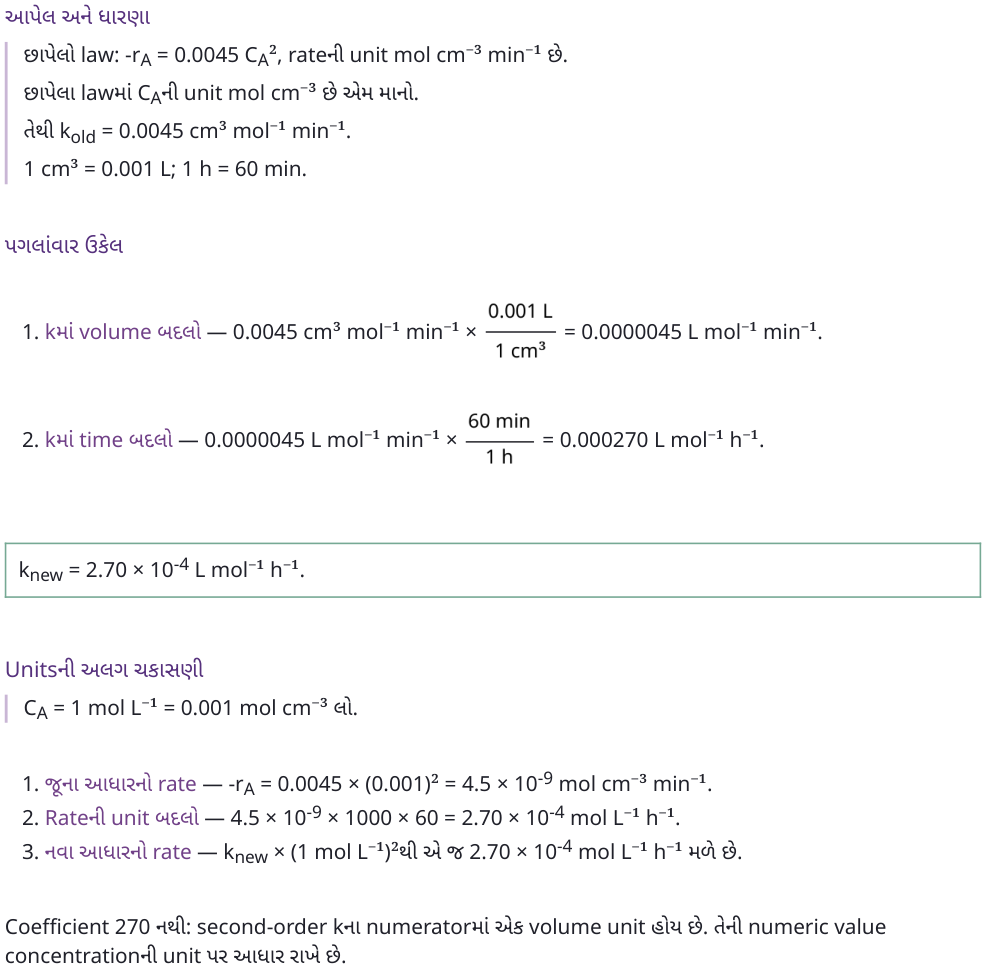 આપેલ અને ધારણા
છાપેલો law: -rA = 0.0045 CA², rateની unit mol cm⁻³ min⁻¹ છે.
છાપેલા lawમાં CAની unit mol cm⁻³ છે એમ માનો.
તેથી kold = 0.0045 cm³ mol⁻¹ min⁻¹.
1 cm³ = 0.001 L; 1 h = 60 min.
પગલાંવાર ઉકેલ
1. kમાં volume બદલો — 0.0045 cm³ mol⁻¹ min⁻¹ × 0.001 L / 1 cm³ = 0.0000045 L mol⁻¹ min⁻¹.
2. kમાં time બદલો — 0.0000045 L mol⁻¹ min⁻¹ × 60 min / 1 h = 0.000270 L mol⁻¹ h⁻¹.
knew = 2.70 × 10⁻⁴ L mol⁻¹ h⁻¹.
Unitsની અલગ ચકાસણી
CA = 1 mol L⁻¹ = 0.001 mol cm⁻³ લો.
1. જૂના આધારનો rate — -rA = 0.0045 × (0.001)² = 4.5 × 10⁻⁹ mol cm⁻³ min⁻¹.
2. Rateની unit બદલો — 4.5 × 10⁻⁹ × 1000 × 60 = 2.70 × 10⁻⁴ mol L⁻¹ h⁻¹.
3. નવા આધારનો rate — knew × (1 mol L⁻¹)²થી એ જ 2.70 × 10⁻⁴ mol L⁻¹ h⁻¹ મળે છે.
Coefficient 270 નથી: second-order kના numeratorમાં એક volume unit હોય છે. તેની numeric value
concentrationની unit પર આધાર રાખે છે.